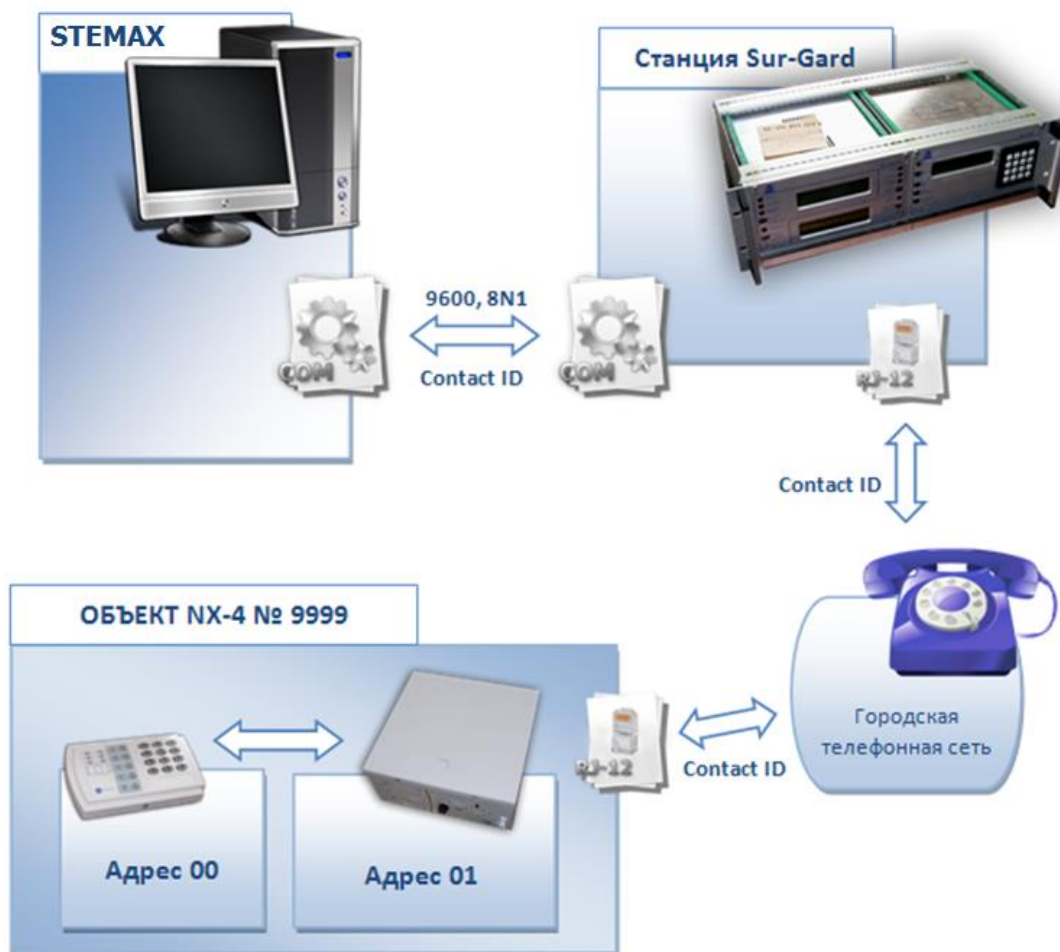 STEMAX
Станция Sur-Gard
9600, 8N1
COM
COM
Contact ID
RJ-12
Contact ID
ОБЪЕКТ NX-4 № 9999
Городская
телефонная сеть
RJ-12
Contact ID
Адрес 00
Адрес 01